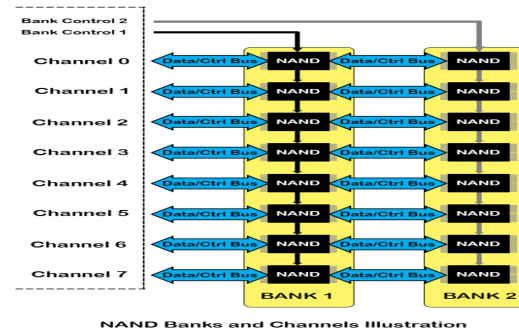 Bank Control 2
Bank Control 1
Channel 0 Data/Ctrl Bus NAND Data/Ctrl Bus NAND
Channel 1 Data/Ctrl Bus NAND Data/Ctrl Bus NAND
Channel 2 Data/Ctrl Bus NAND Data/Ctrl Bus NAND
Channel 3 Data/Ctrl Bus NAND Data/Ctrl Bus NAND
Channel 4 Data/Ctrl Bus NAND Data/Ctrl Bus NAND
Channel 5 Data/Ctrl Bus NAND Data/Ctrl Bus NAND
Channel 6 Data/Ctrl Bus NAND Data/Ctrl Bus NAND
Channel 7 Data/Ctrl Bus NAND Data/Ctrl Bus NAND
BANK 1 BANK 2
NAND Banks and Channels Illustration